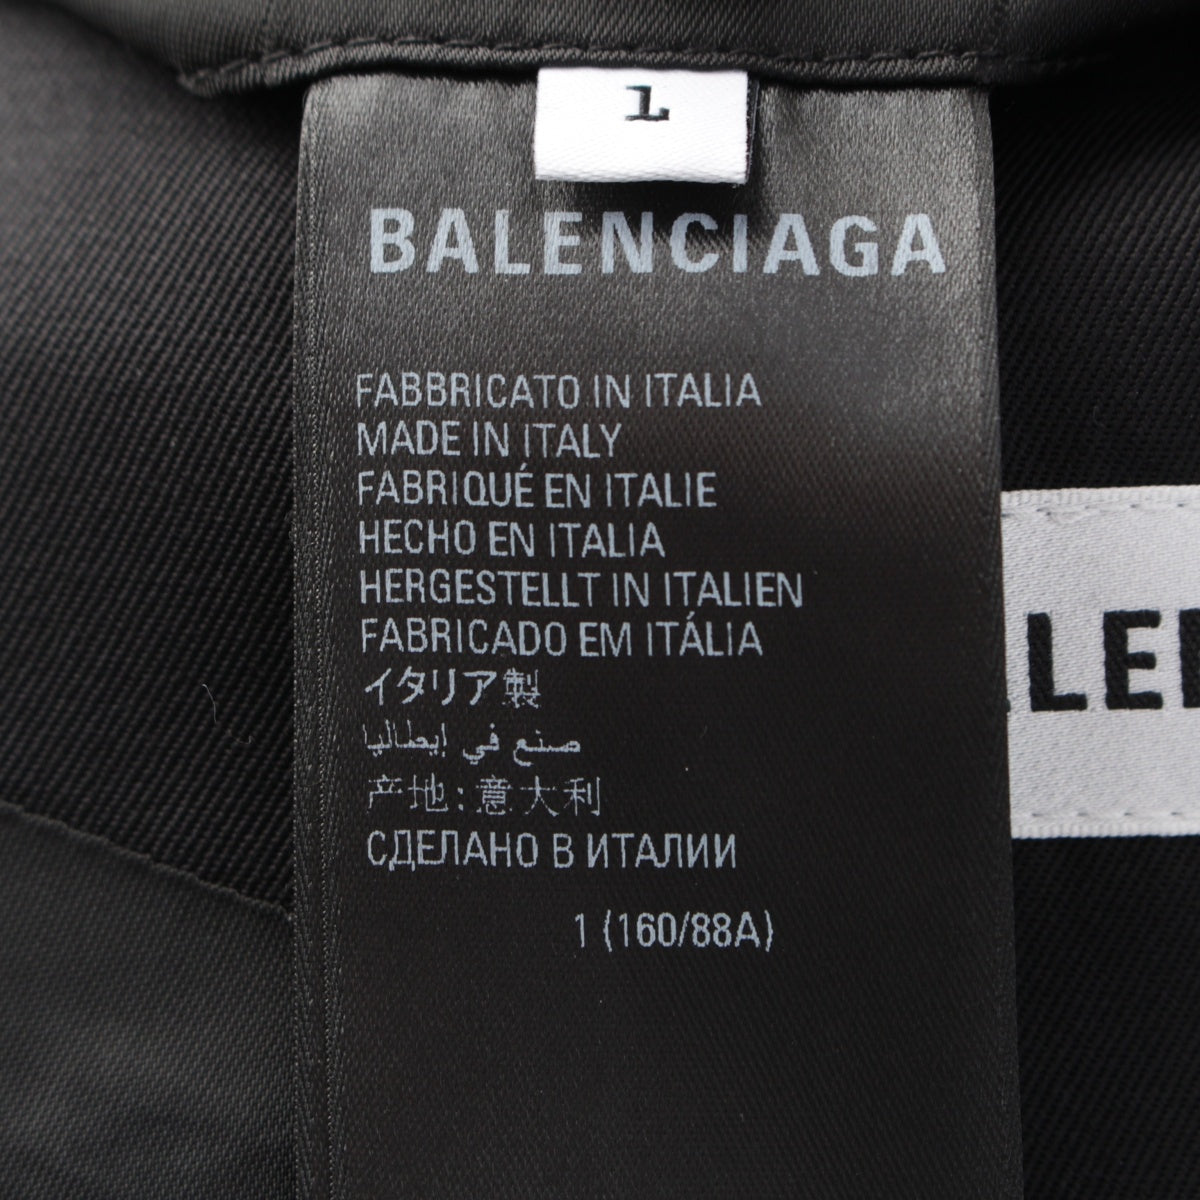 1
BALENCIAGA
FABBRICATO IN ITALIA
MADE IN ITALY
FABRIQUÉ EN ITALIE
HECHO EN ITALIA
HERGESTELLT IN ITALIEN
FABRICADO EM ITÁLIA
イタリア製
صنع في إيطاليا
产地:意大利
СДЕЛАНО В ИТАЛИИ
1 (160/88A)
LE